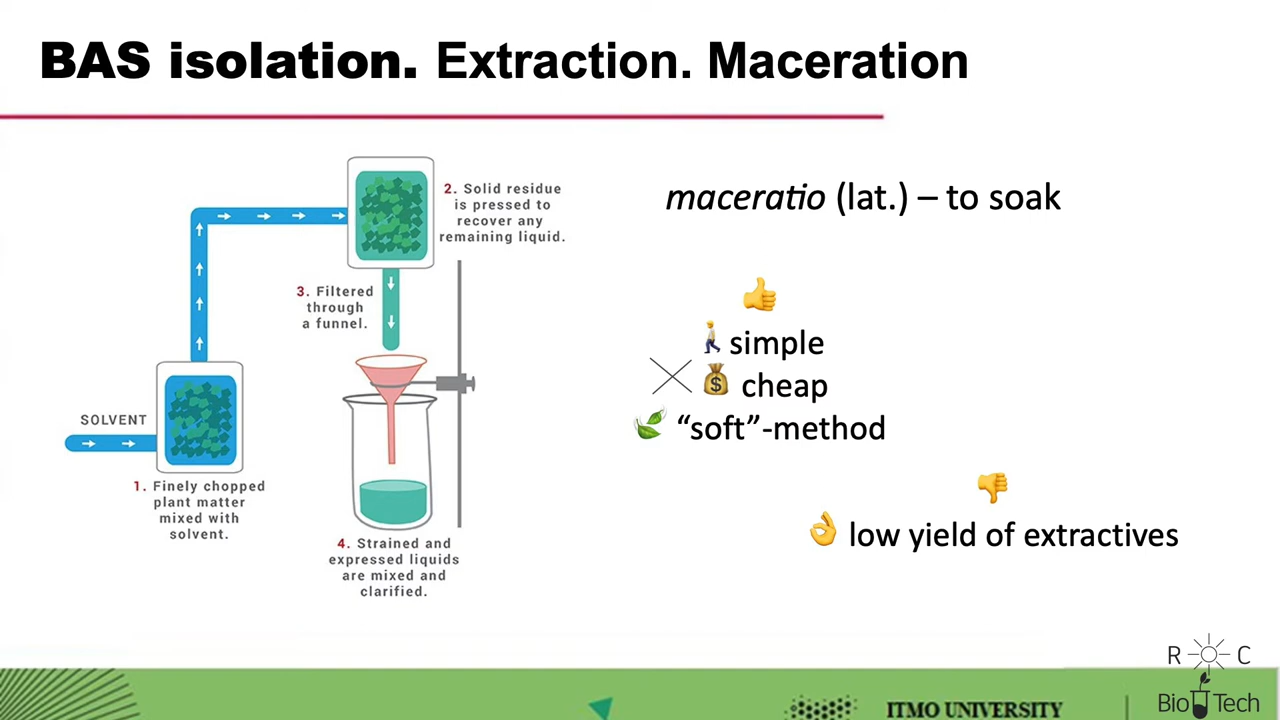 BAS isolation. Extraction. Maceration
maceratio (lat.) – to soak
2. Solid residue
is pressed to
recover any
remaining liquid.
3. Filtered
through
a funnel.
SOLVENT
1. Finely chopped
plant matter
mixed with
solvent.
4. Strained and
expressed liquids
are mixed and
clarified.
simple
$ cheap
“soft”-method
low yield of extractives
R C
Bio Tech
ITMO UNIVERSITY